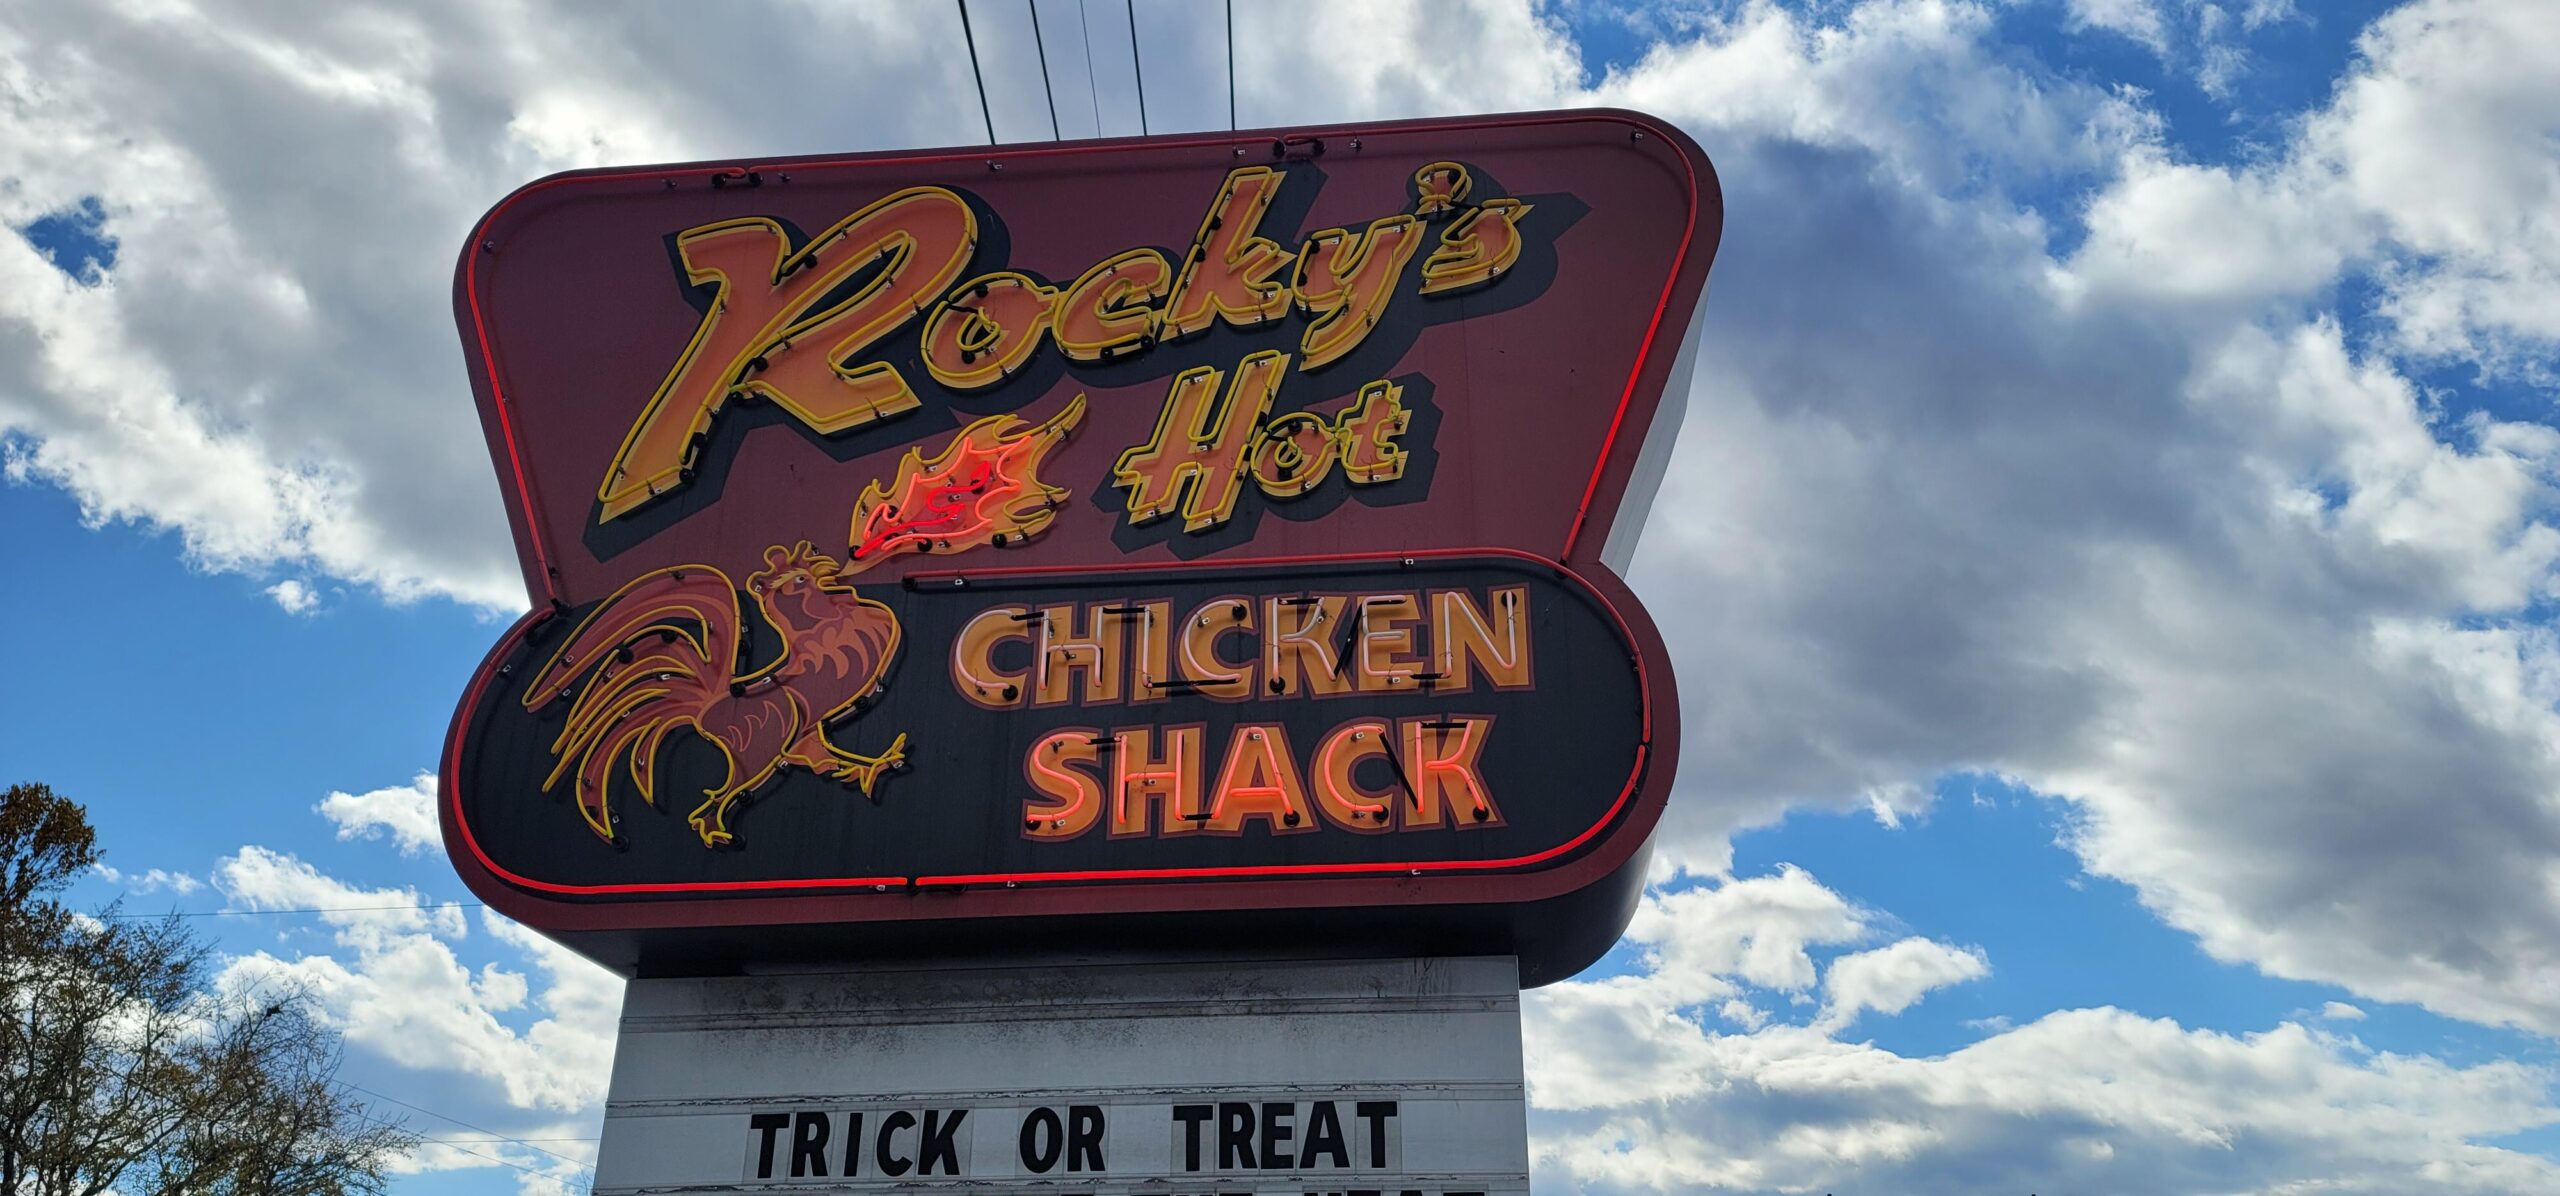 Rocky's
Hot
CHICKEN
SHACK
TRICK OR TREAT